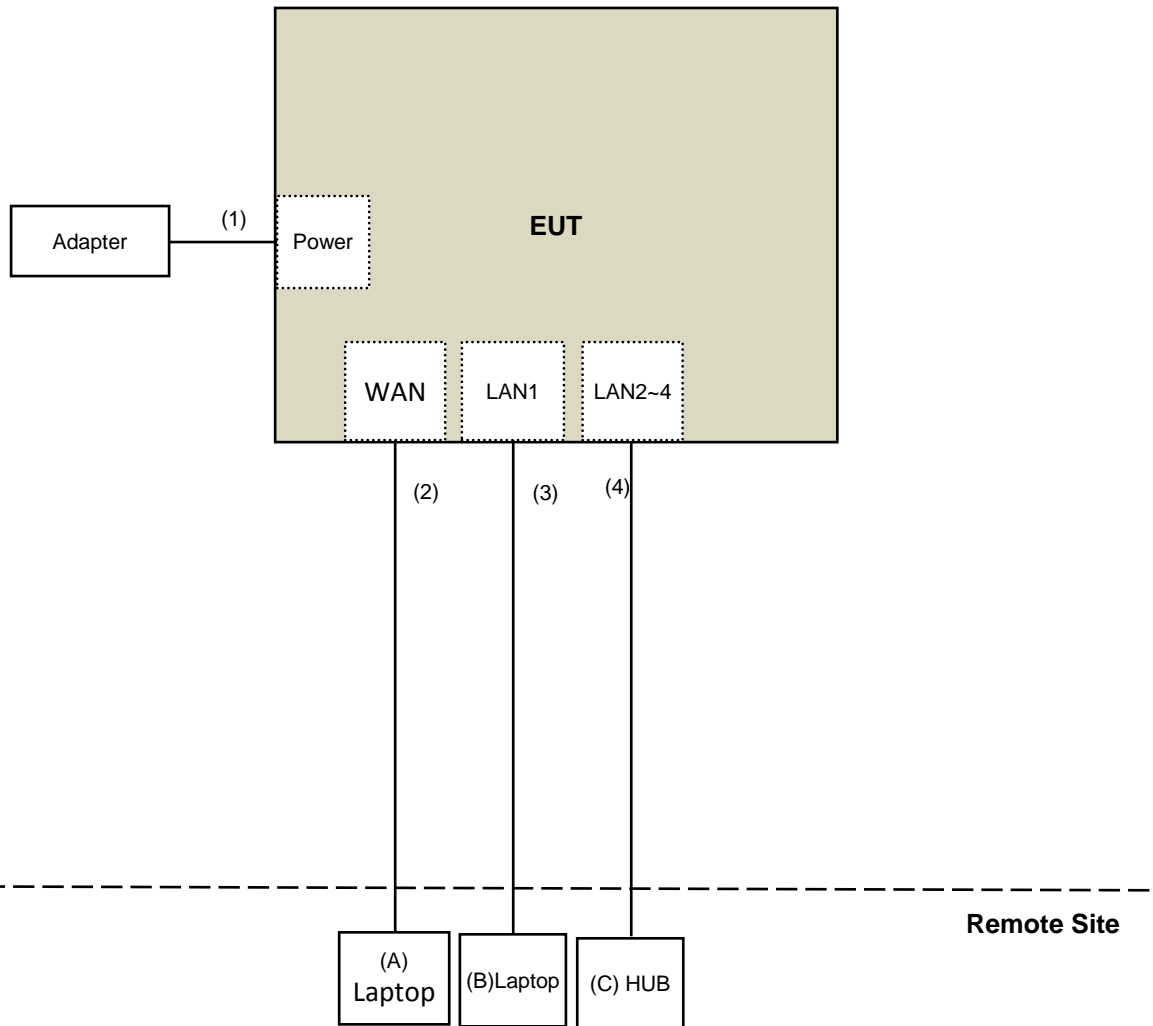 EUT
(1)
Adapter
Power
WAN
LAN1
LAN2~4
(2)
(3)
(4)
Remote Site
(A)
Laptop
(B)Laptop
(C) HUB